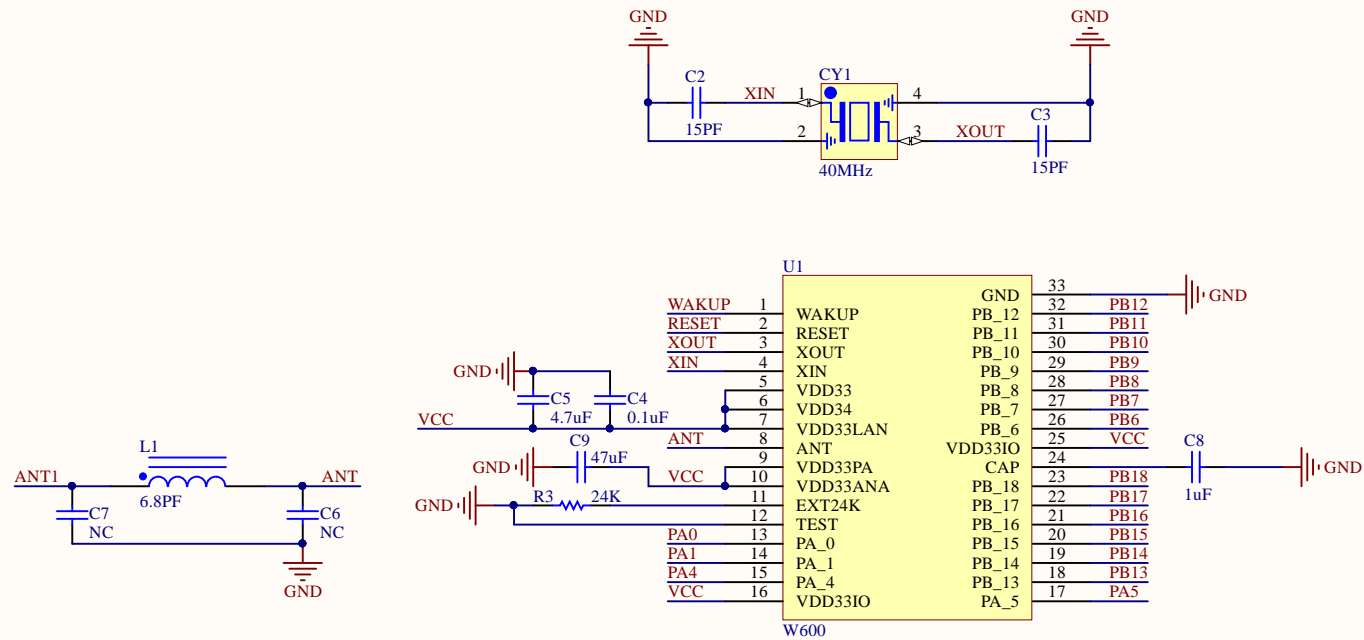 GND
GND
C2
XIN
1
CY1
4
15PF
2
3
XOUT
C3
40MHz
15PF
U1
GND
33
GND
WAKUP
1
WAKUP
PB_12
32
PB12
RESET
2
RESET
PB_11
31
PB11
XOUT
3
XOUT
PB_10
30
PB10
XIN
4
XIN
PB_9
29
PB9
GND
5
VDD33
PB_8
28
PB8
C5
4.7uF
C4
0.1uF
6
VDD34
PB_7
27
PB7
VCC
7
VDD33LAN
PB_6
26
PB6
ANT
8
ANT
VDD33IO
25
VCC
GND
C9
47uF
9
VDD33PA
CAP
24
C8
1uF
GND
VCC
10
VDD33ANA
PB_18
23
PB18
GND
R3
24K
11
EXT24K
PB_17
22
PB17
12
TEST
PB_16
21
PB16
PA0
13
PA_0
PB_15
20
PB15
PA1
14
PA_1
PB_14
19
PB14
PA4
15
PA_4
PB_13
18
PB13
VCC
16
VDD33IO
PA_5
17
PA5
W600
L1
ANT1
ANT
6.8PF
C7
NC
C6
NC
GND